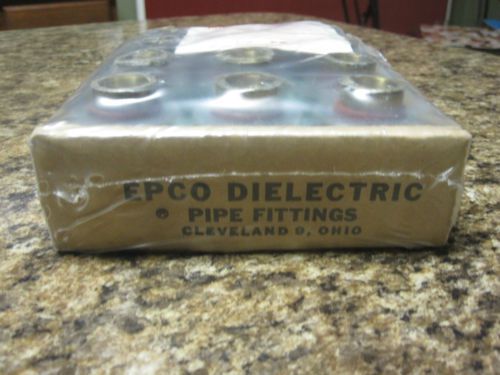 EPCO DIELECTRIC
PIPE FITTINGS
CLEVELAND 9, OHIO